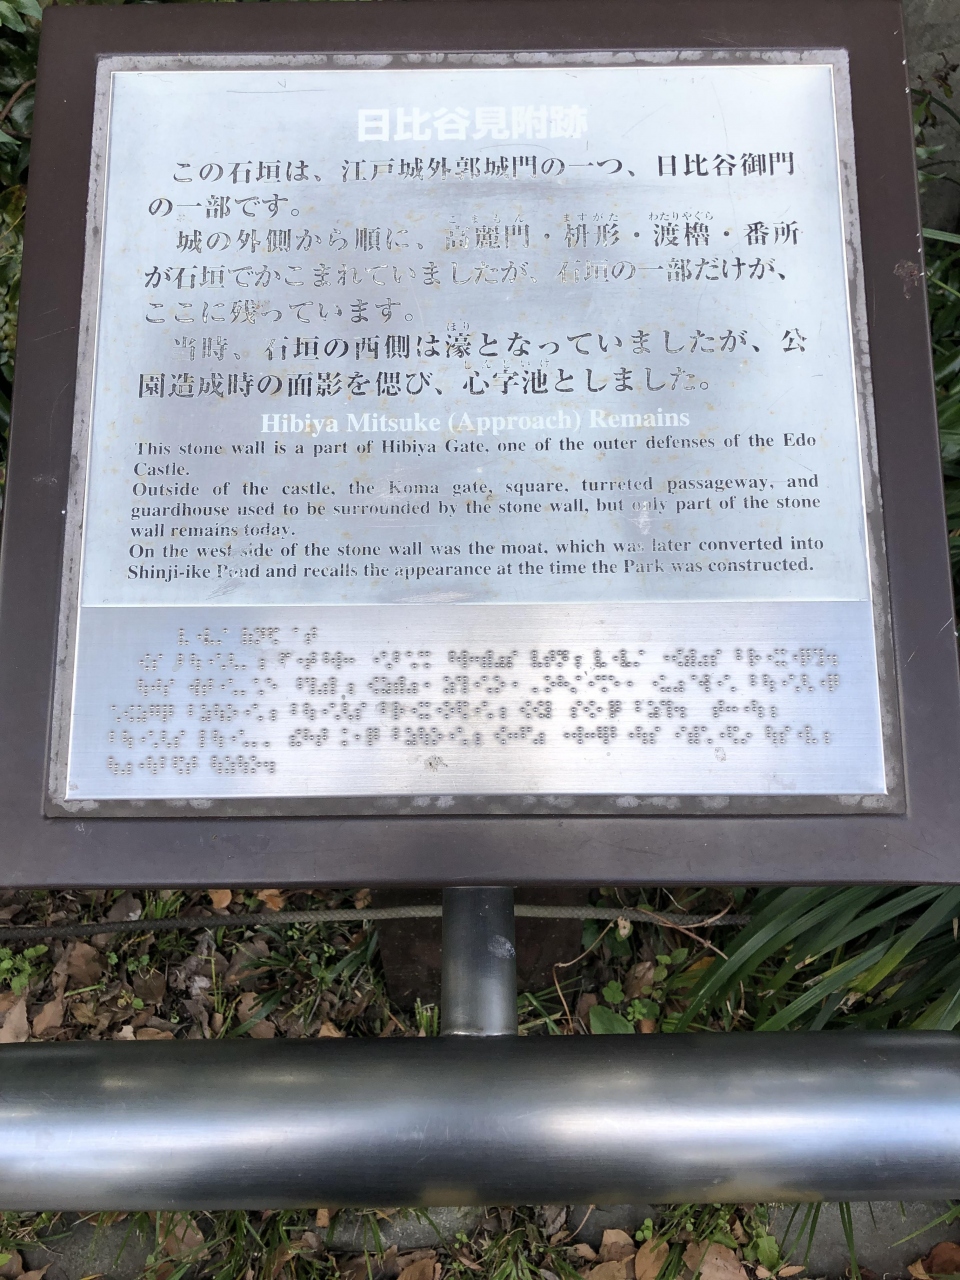 日比谷見附跡
この石垣は、江戸城外郭城門の一つ、日比谷御門
の一部です。
こまもん ますがた わたりやぐら
城の外側から順に、高麗門・枡形・渡櫓・番所
が石垣でかこまれていましたが、石垣の一部だけが、
ここに残っています。
ほり
当時、石垣の西側は濠となっていましたが、公
園造成時の面影を偲び、心字池としました。
Hibiya Mitsuke (Approach) Remains
This stone wall is a part of Hibiya Gate, one of the outer defenses of the Edo
Castle.
Outside of the castle, the Koma gate, square, turreted passageway, and
guardhouse used to be surrounded by the stone wall, but only part of the stone
wall remains today.
On the west side of the stone wall was the moat, which was later converted into
Shinji-ike Pond and recalls the appearance at the time the Park was constructed.